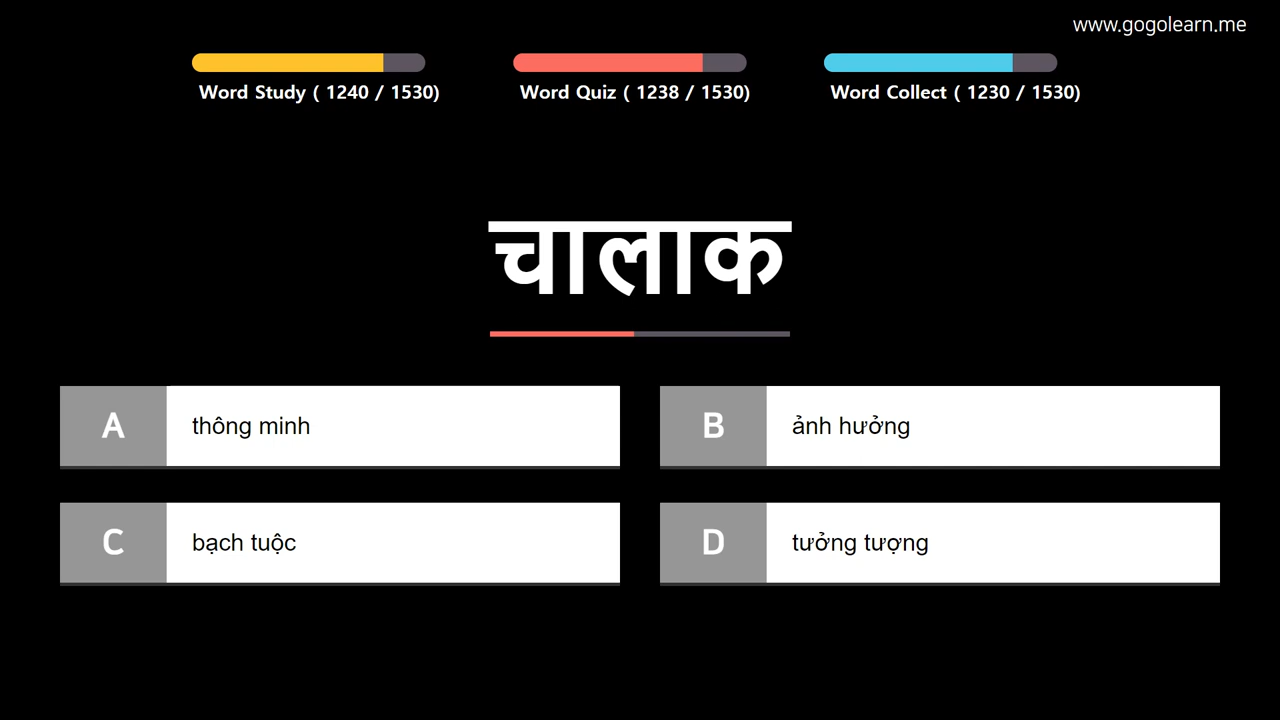 www.gogolearn.me
Word Study ( 1240 / 1530)
Word Quiz ( 1238 / 1530)
Word Collect ( 1230 / 1530)
चालाक
A thông minh
B ảnh hưởng
C bạch tuộc
D tưởng tượng